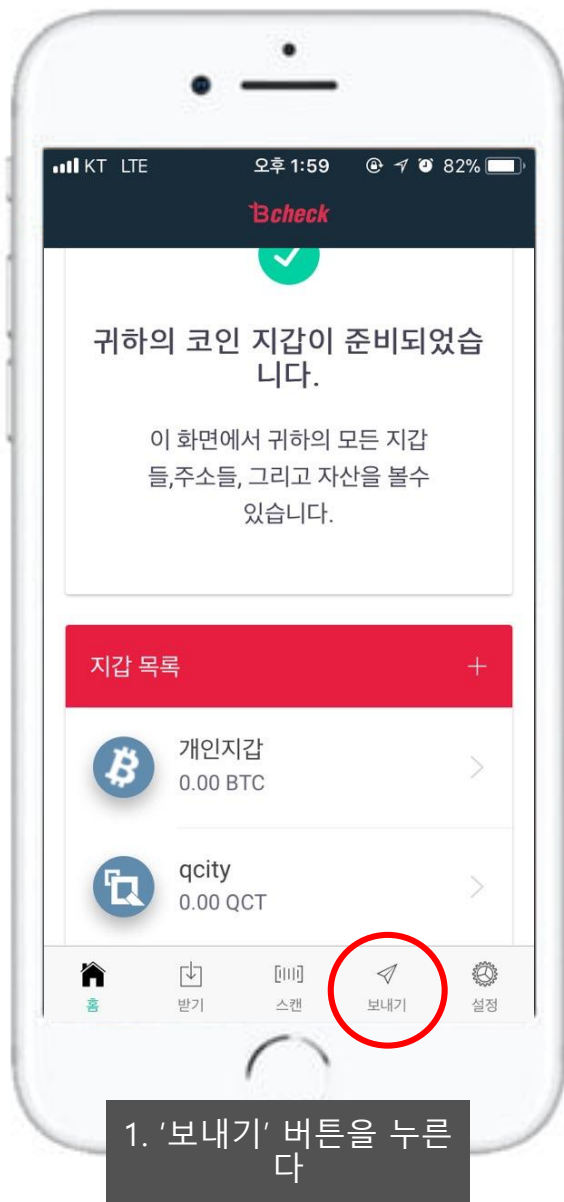 KT LTE 오후 1:59 82%
Bcheck
귀하의 코인 지갑이 준비되었습
니다.
이 화면에서 귀하의 모든 지갑
들,주소들, 그리고 자산을 볼수
있습니다.
지갑 목록 +
개인지갑
0.00 BTC
qcity
0.00 QCT
홈 받기 스캔 보내기 설정
1. ‘보내기’ 버튼을 누른
다